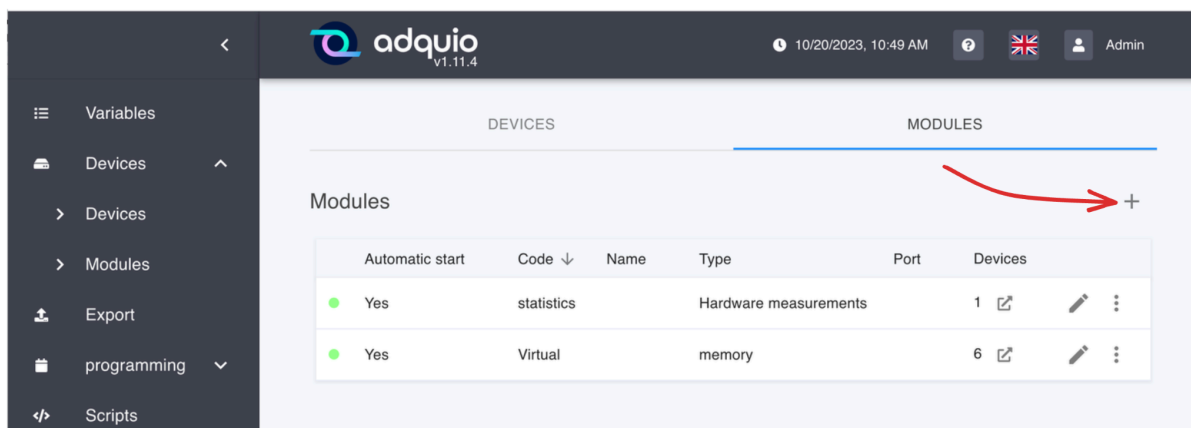 adquio
v1.11.4
10/20/2023, 10:49 AM
Admin
Variables
Devices
Devices
Modules
Export
programming
Scripts
DEVICES
MODULES
Modules
Automatic start Code Name Type Port Devices
Yes statistics Hardware measurements 1
Yes Virtual memory 6